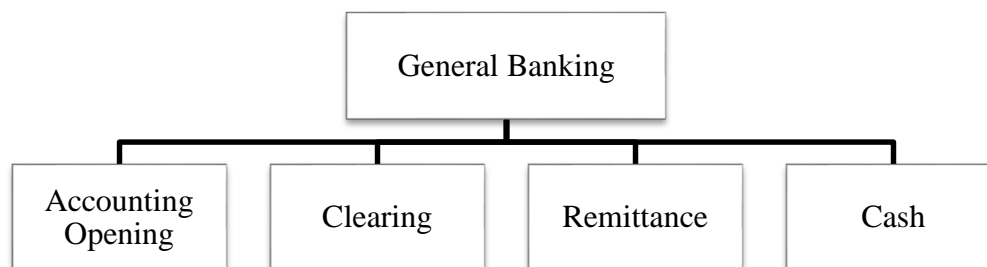 General Banking
Accounting
Opening
Clearing
Remittance
Cash